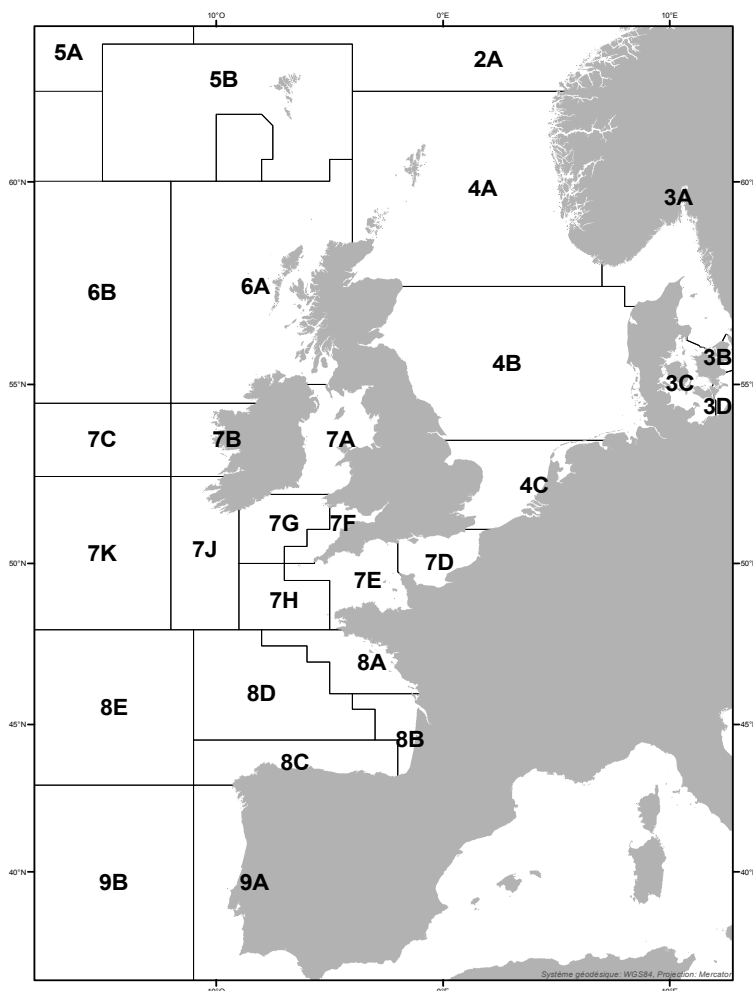 10°O 0°E 10°E
5A
2A
5B
60°N 4A 60°N
3A
6A
6B
3B
4B
55°N 3C 55°N
3D
7C 7B 7A
4C
7G 7F
7K 7J 7D
50°N 50°N
7E
7H
8A
8D
8E
45°N 8B 45°N
8C
40°N 9B 9A 40°N
Système géodésique: WGS84, Projection: Mercator